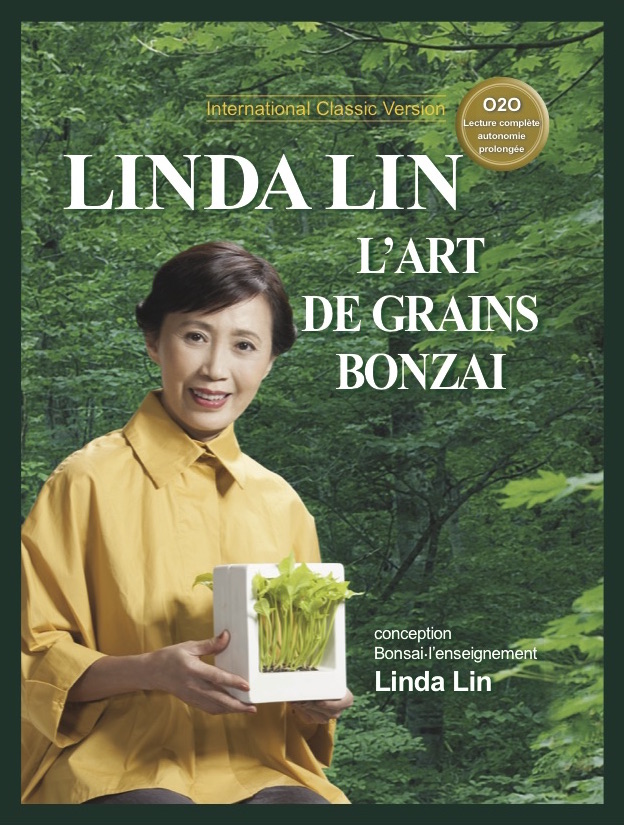 International Classic Version
O2O
Lecture complète
autonomie
prolongée
LINDA LIN
L'ART
DE GRAINS
BONZAI
conception
Bonsai·l'enseignement
Linda Lin